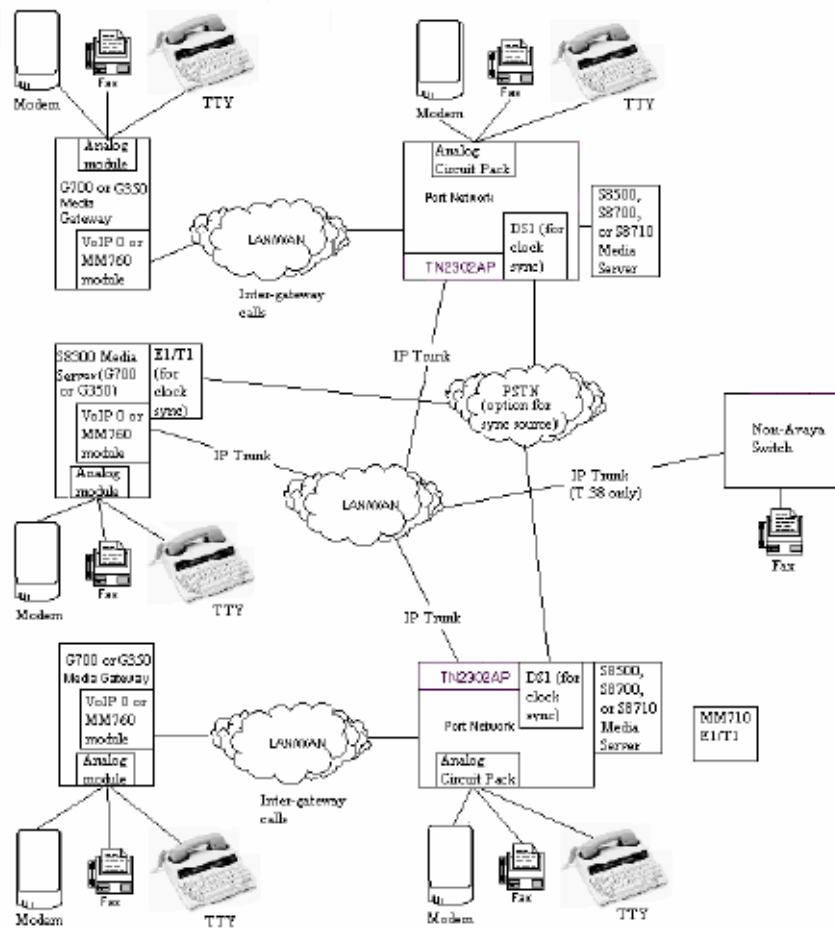 Modem
Fax
TTY
Modem
Fax
TTY
Analog
module
G700 or G350
Media
Gateway
VoIP 0 or
MM760
module
LAN/WAN
Inter-gateway
calls
Analog
Circuit Pack
Port Network
DS1 (for
clock
sync)
TN2302AP
S8500,
S8700,
or S8710
Media
Server
S8300 Media
Server (G700
or G350)
E1/T1
(for
clock
sync)
VoIP 0 or
MM760
module
Analog
module
IP Trunk
IP Trunk
PSTN
(option for
sync source)
LAN/WAN
IP Trunk
(T.38 only)
Non-Avaya
Switch
Fax
Modem
Fax
TTY
IP Trunk
G700 or G350
Media Gateway
VoIP 0 or
MM760
module
Analog
module
LAN/WAN
Inter-gateway
calls
TN2302AP
DS1 (for
clock
sync)
Port Network
Analog
Circuit Pack
S8500,
S8700,
or S8710
Media
Server
MM710
E1/T1
Modem
Fax
TTY
Modem
Fax
TTY